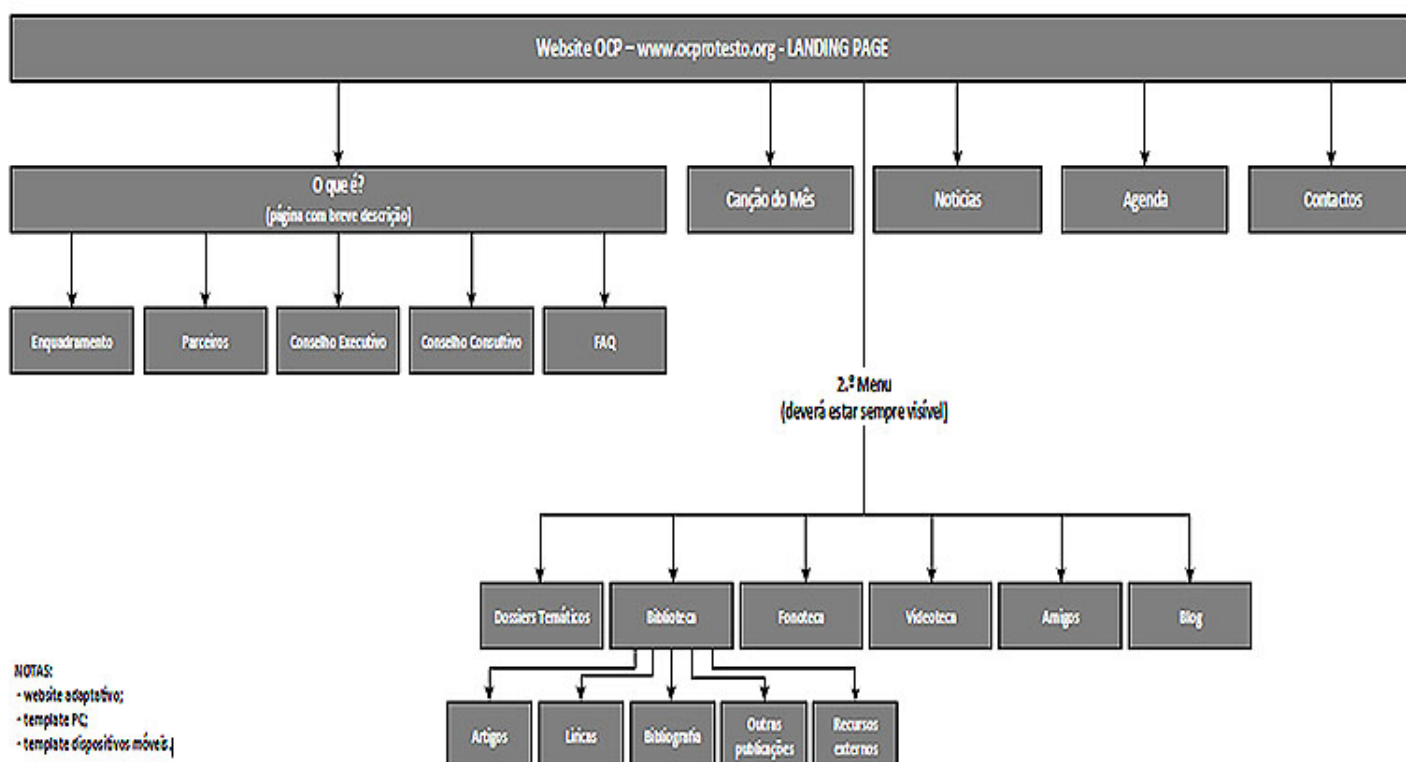 Website OCP – www.ocprotesto.org - LANDING PAGE
O que é?
(página com breve descrição)
Canção do Mês
Noticias
Agenda
Contactos
Enquadramento
Parceiros
Conselho Executivo
Conselho Consultivo
FAQ
2.º Menu
(deverá estar sempre visível]
Dossiers Temáticos
Biblioteca
Fonoteca
Videoteca
Amigos
Blog
Artigos
Liricas
Bibliografia
Outras
publicações
Recursos
externos
NOTAS:
- website adaptativo;
- template PC;
- template dispositivos móveis.